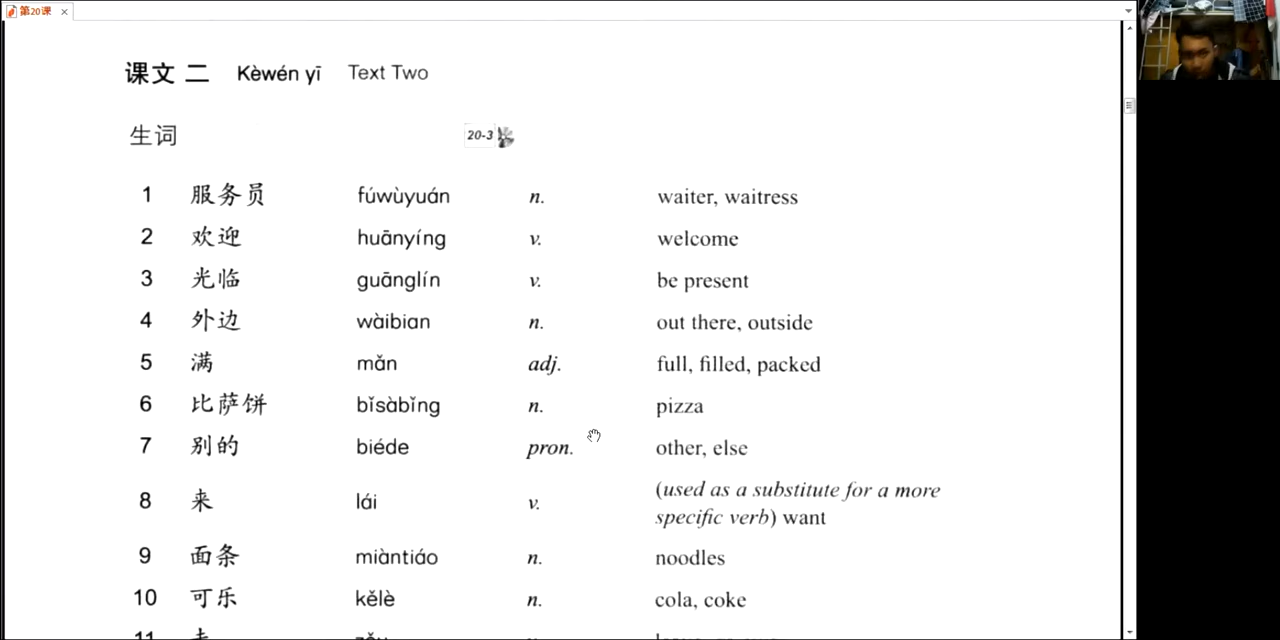 第20课
课文 二 Kèwén yī Text Two
生词 20-3
1 服务员 fúwùyuán n. waiter, waitress
2 欢迎 huānyíng v. welcome
3 光临 guānglín v. be present
4 外边 wàibian n. out there, outside
5 满 mǎn adj. full, filled, packed
6 比萨饼 bǐsàbǐng n. pizza
7 别的 biéde pron. other, else
8 来 lái v. (used as a substitute for a more
specific verb) want
9 面条 miàntiáo n. noodles
10 可乐 kělè n. cola, coke